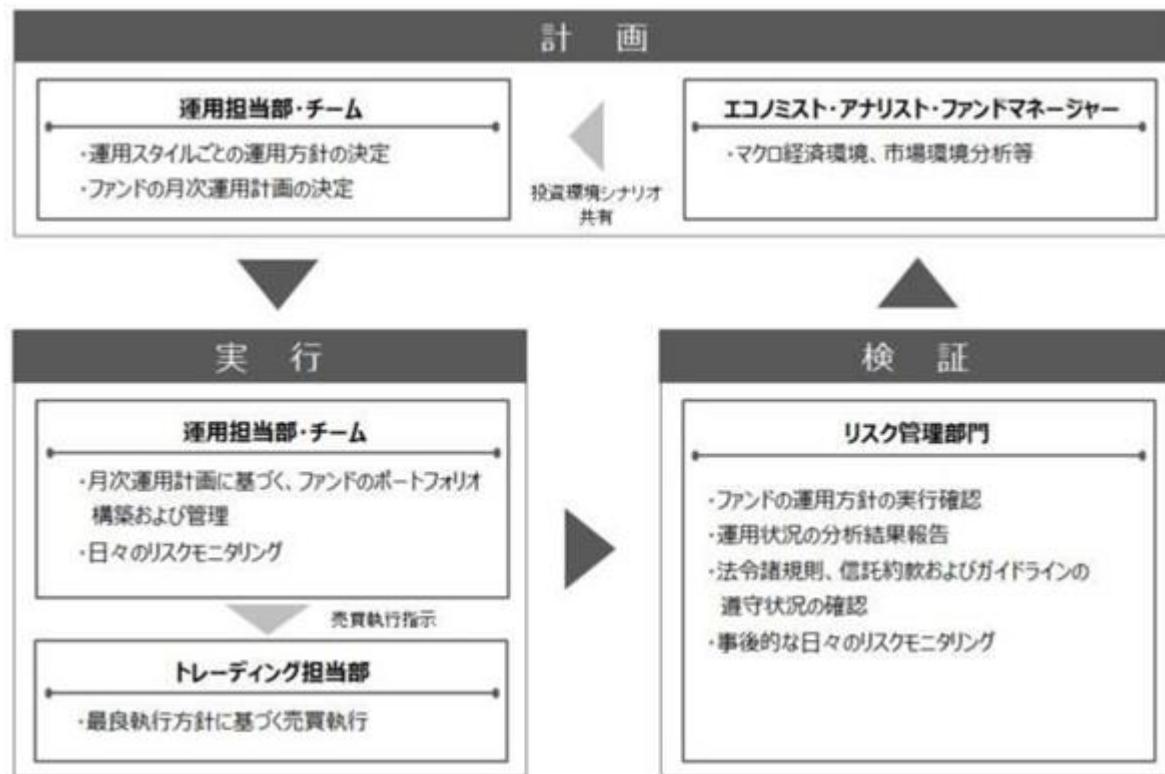 計 画
運用担当部・チーム
・運用スタイルごとの運用方針の決定
・ファンドの月次運用計画の決定
投資環境シナリオ
共有
エコノミスト・アナリスト・ファンドマネージャー
・マクロ経済環境、市場環境分析等
実 行
運用担当部・チーム
・月次運用計画に基づく、ファンドのポートフォリオ
構築および管理
・日々のリスクモニタリング
売買執行指示
トレーディング担当部
・最良執行方針に基づく売買執行
検 証
リスク管理部門
・ファンドの運用方針の実行確認
・運用状況の分析結果報告
・法令諸規則、信託約款およびガイドラインの
遵守状況の確認
・事後的な日々のリスクモニタリング